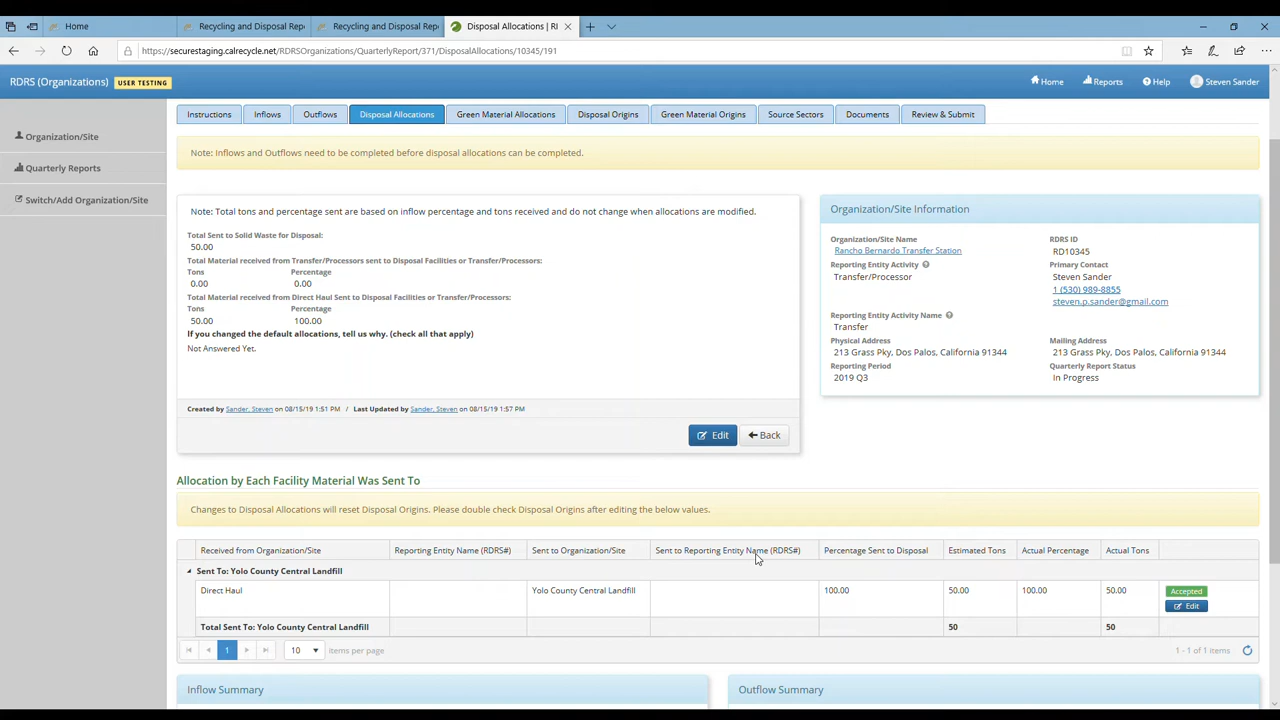 Home
Recycling and Disposal Rep
Recycling and Disposal Rep
Disposal Allocations | RI
https://securestaging.calrecycle.net/RDRSOrganizations/QuarterlyReport/371/DisposalAllocations/10345/191
RDRS (Organizations) USER TESTING
Home Reports Help Steven Sander
Organization/Site
Quarterly Reports
Switch/Add Organization/Site
Instructions Inflows Outflows Disposal Allocations Green Material Allocations Disposal Origins Green Material Origins Source Sectors Documents Review & Submit
Note: Inflows and Outflows need to be completed before disposal allocations can be completed.
Note: Total tons and percentage sent are based on inflow percentage and tons received and do not change when allocations are modified.
Total Sent to Solid Waste for Disposal:
50.00
Total Material received from Transfer/Processors sent to Disposal Facilities or Transfer/Processors:
Tons Percentage
0.00 0.00
Total Material received from Direct Haul Sent to Disposal Facilities or Transfer/Processors:
Tons Percentage
50.00 100.00
If you changed the default allocations, tell us why. (check all that apply)
Not Answered Yet.
Created by Sander, Steven on 08/15/19 1:51 PM / Last Updated by Sander, Steven on 08/15/19 1:57 PM
Edit Back
Organization/Site Information
Organization/Site Name RDRS ID
Rancho Bernardo Transfer Station RD10345
Reporting Entity Activity Primary Contact
Transfer/Processor Steven Sander
1 (530) 989-8855
steven.p.sander@gmail.com
Reporting Entity Activity Name
Transfer
Physical Address Mailing Address
213 Grass Pky, Dos Palos, California 91344 213 Grass Pky, Dos Palos, California 91344
Reporting Period Quarterly Report Status
2019 Q3 In Progress
Allocation by Each Facility Material Was Sent To
Changes to Disposal Allocations will reset Disposal Origins. Please double check Disposal Origins after editing the below values.
Received from Organization/Site Reporting Entity Name (RDRS#) Sent to Organization/Site Sent to Reporting Entity Name (RDRS#) Percentage Sent to Disposal Estimated Tons Actual Percentage Actual Tons
Sent To: Yolo County Central Landfill
Direct Haul Yolo County Central Landfill 100.00 50.00 100.00 50.00 Accepted
Edit
Total Sent To: Yolo County Central Landfill 50 50
1 10 items per page 1 - 1 of 1 items
Inflow Summary Outflow Summary